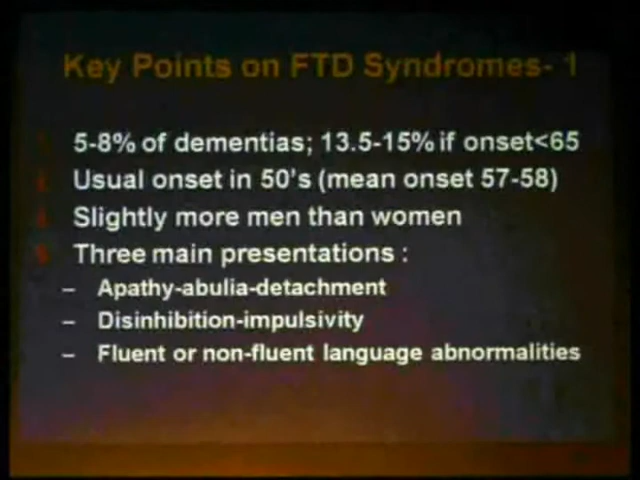 Key Points on FTD Syndromes- 1
5-8% of dementias; 13.5-15% if onset<65
Usual onset in 50's (mean onset 57-58)
Slightly more men than women
Three main presentations :
– Apathy-abulia-detachment
– Disinhibition-impulsivity
– Fluent or non-fluent language abnormalities